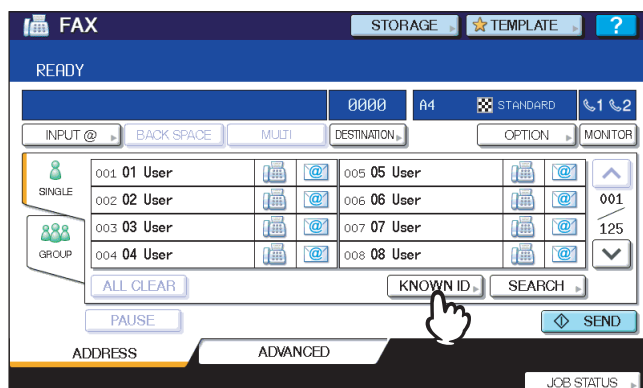 FAX STORAGE TEMPLATE ?
READY
0000 A4 STANDARD 1 2
INPUT @ BACK SPACE MULTI DESTINATION OPTION MONITOR
SINGLE
001 01 User 005 05 User
002 02 User 006 06 User
003 03 User 007 07 User
004 04 User 008 08 User
001
125
GROUP
ALL CLEAR KNOWN ID SEARCH
PAUSE SEND
ADDRESS ADVANCED
JOB STATUS